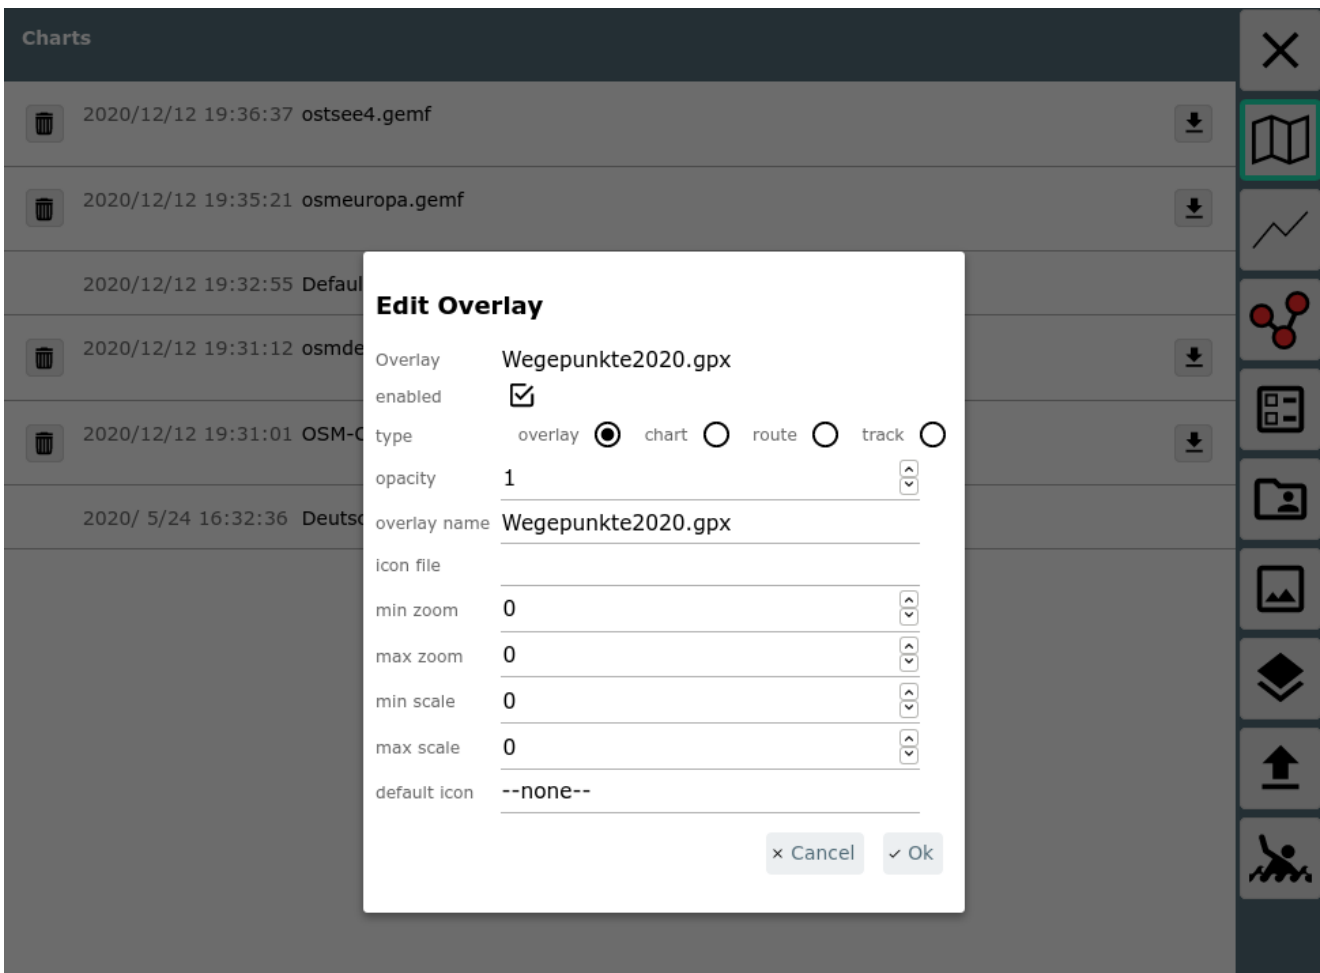 Charts
2020/12/12 19:36:37 ostsee4.gemf
2020/12/12 19:35:21 osmeuropa.gemf
2020/12/12 19:32:55 Defaul
2020/12/12 19:31:12 osmde
2020/12/12 19:31:01 OSM-
2020/ 5/24 16:32:36 Deutsc
Edit Overlay
Overlay Wegepunkte2020.gpx
enabled
type overlay chart route track
opacity 1
overlay name Wegepunkte2020.gpx
icon file
min zoom 0
max zoom 0
min scale 0
max scale 0
default icon --none--
× Cancel ✓ Ok